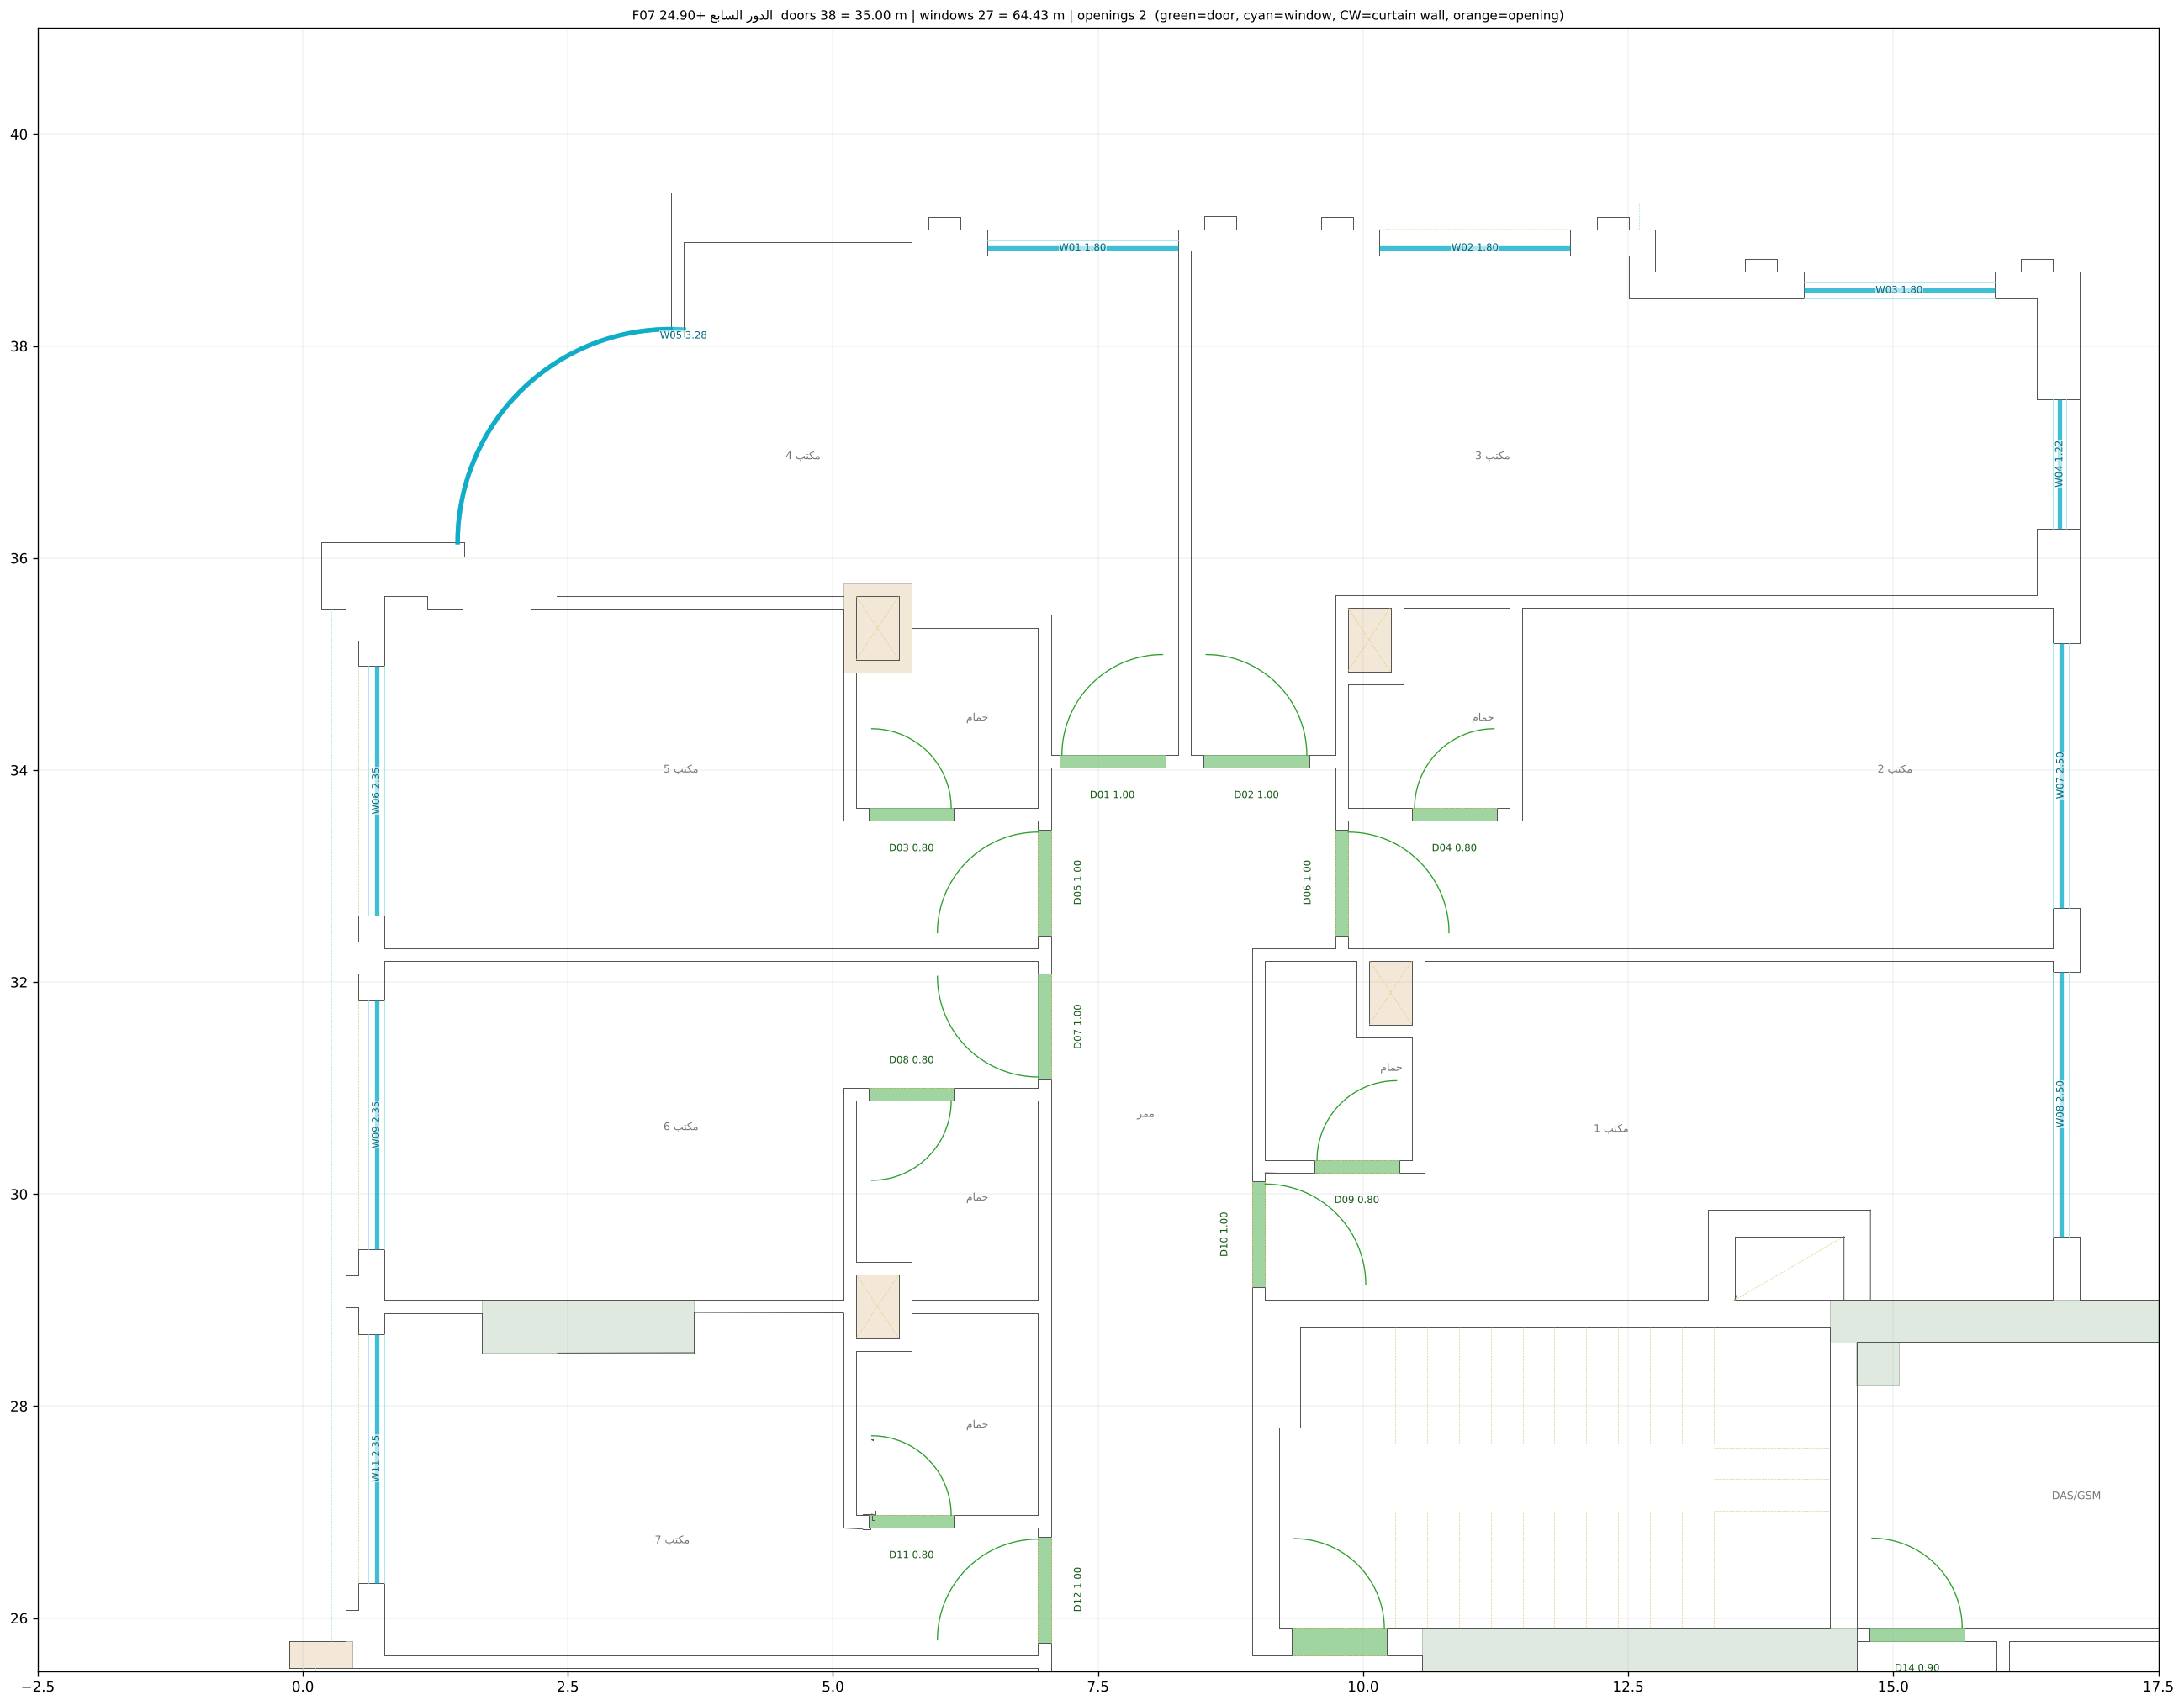 F07 24.90+ الدور السابع  doors 38 = 35.00 m | windows 27 = 64.43 m | openings 2  (green=door, cyan=window, CW=curtain wall, orange=opening)
40
W01 1.80
W02 1.80
W03 1.80
38
W05 3.28
مكتب 4
مكتب 3
W04 1.22
36
حمام
حمام
34
مكتب 5
مكتب 2
W06 2.35
D01 1.00
D02 1.00
W07 2.50
D03 0.80
D05 1.00
D06 1.00
D04 0.80
32
D07 1.00
D08 0.80
حمام
W09 2.35
مكتب 6
ممر
مكتب 1
W08 2.50
30
حمام
D09 0.80
D10 1.00
28
حمام
W11 2.35
DAS/GSM
مكتب 7
D11 0.80
D12 1.00
26
D14 0.90
−2.5
0.0
2.5
5.0
7.5
10.0
12.5
15.0
17.5